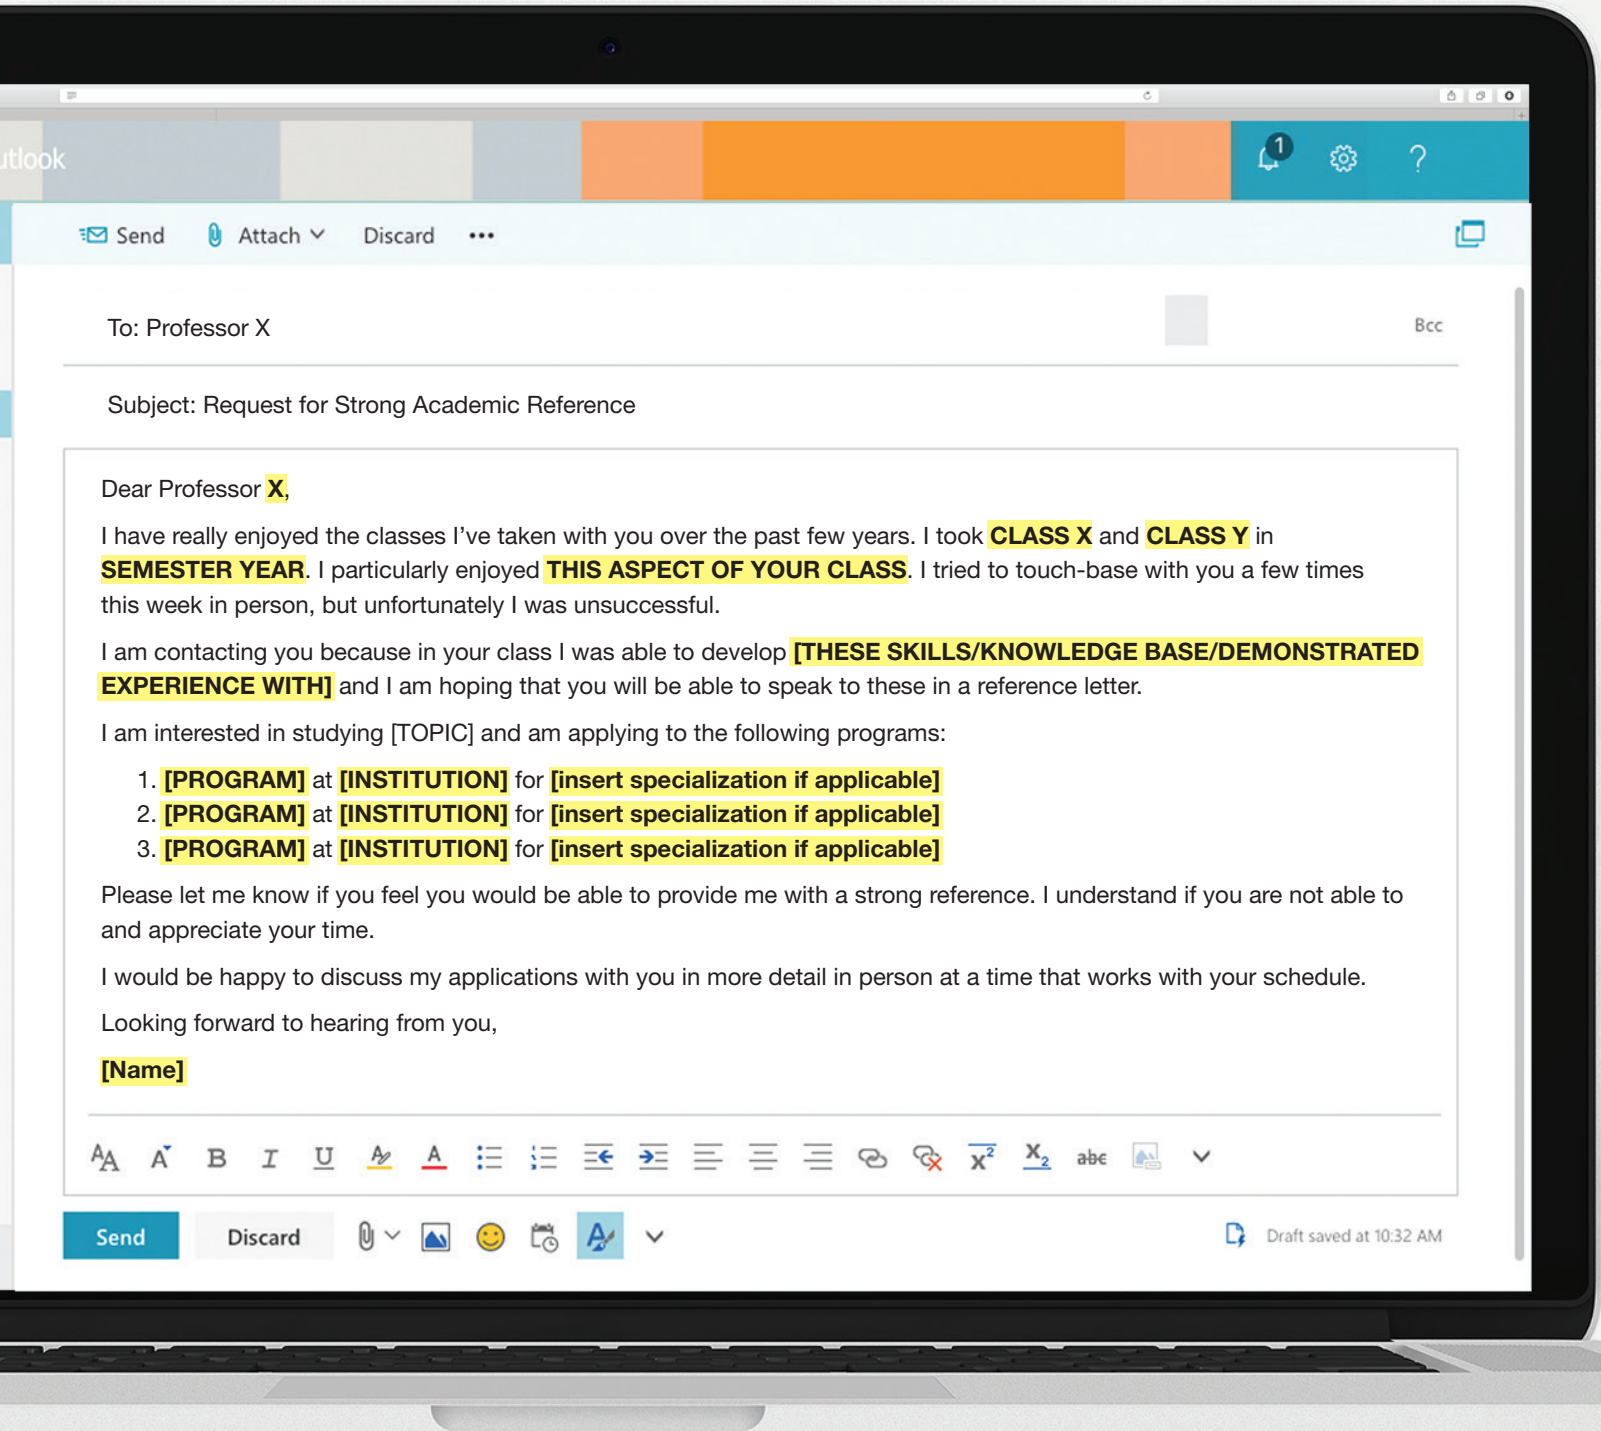 utlook
1
?
Send Attach Discard •••
To: Professor X Bcc
Subject: Request for Strong Academic Reference
Dear Professor X,
I have really enjoyed the classes I’ve taken with you over the past few years. I took CLASS X and CLASS Y in
SEMESTER YEAR. I particularly enjoyed THIS ASPECT OF YOUR CLASS. I tried to touch-base with you a few times
this week in person, but unfortunately I was unsuccessful.
I am contacting you because in your class I was able to develop [THESE SKILLS/KNOWLEDGE BASE/DEMONSTRATED
EXPERIENCE WITH] and I am hoping that you will be able to speak to these in a reference letter.
I am interested in studying [TOPIC] and am applying to the following programs:
1. [PROGRAM] at [INSTITUTION] for [insert specialization if applicable]
2. [PROGRAM] at [INSTITUTION] for [insert specialization if applicable]
3. [PROGRAM] at [INSTITUTION] for [insert specialization if applicable]
Please let me know if you feel you would be able to provide me with a strong reference. I understand if you are not able to
and appreciate your time.
I would be happy to discuss my applications with you in more detail in person at a time that works with your schedule.
Looking forward to hearing from you,
[Name]
AA A B I U A A x² X₂ abc
Send Discard A Draft saved at 10:32 AM